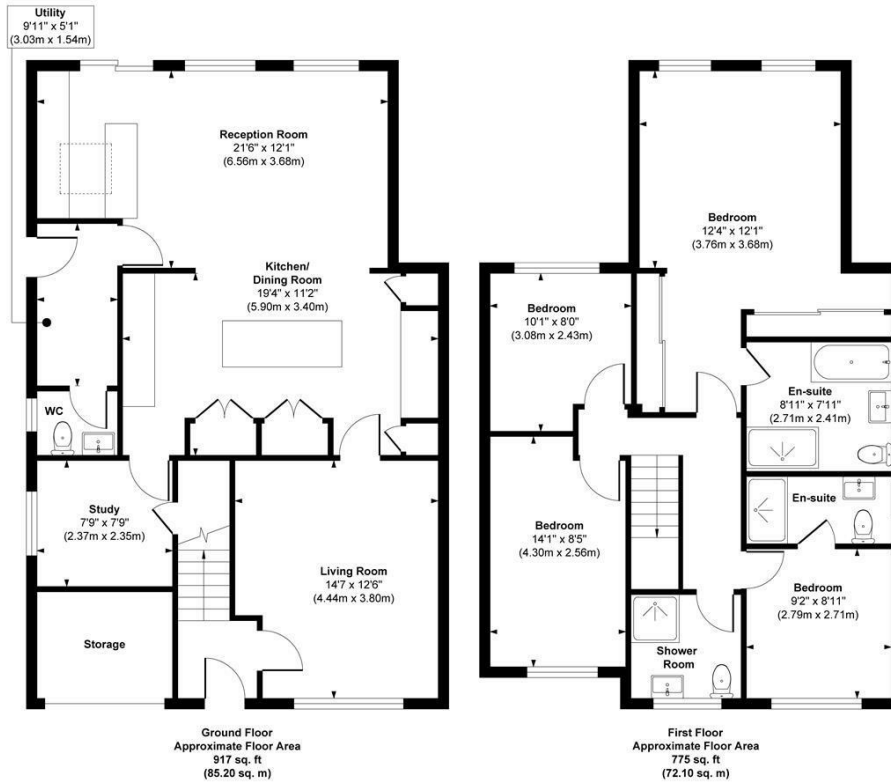 Utility
9'11" x 5'1"
(3.03m x 1.54m)
Reception Room
21'6" x 12'1"
(6.56m x 3.68m)
Kitchen/
Dining Room
19'4" x 11'2"
(5.90m x 3.40m)
WC
Study
7'9" x 7'9"
(2.37m x 2.35m)
Living Room
14'7 x 12'6"
(4.44m x 3.80m)
Storage
Ground Floor
Approximate Floor Area
917 sq. ft
(85.20 sq. m)
Bedroom
12'4" x 12'1"
(3.76m x 3.68m)
Bedroom
10'1" x 8'0"
(3.08m x 2.43m)
En-suite
8'11" x 7'11"
(2.71m x 2.41m)
En-suite
Bedroom
14'1" x 8'5"
(4.30m x 2.56m)
Bedroom
9'2" x 8'11"
(2.79m x 2.71m)
Shower
Room
First Floor
Approximate Floor Area
775 sq. ft
(72.10 sq. m)